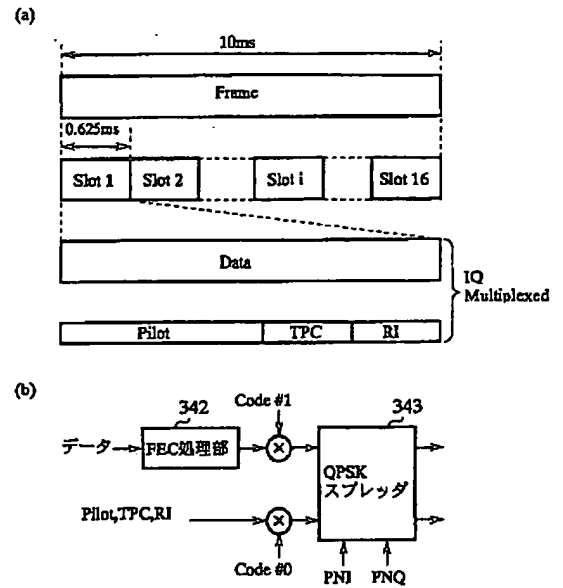 (a)
10ms
Frame
0.625ms
Slot 1 Slot 2 Slot i Slot 16
Data
IQ
Multiplexed
Pilot TPC RI
(b)
342 Code #1 343
データ FEC処理部
QPSK
スプレッダ
Pilot,TPC,RI
Code #0 PNI PNQ